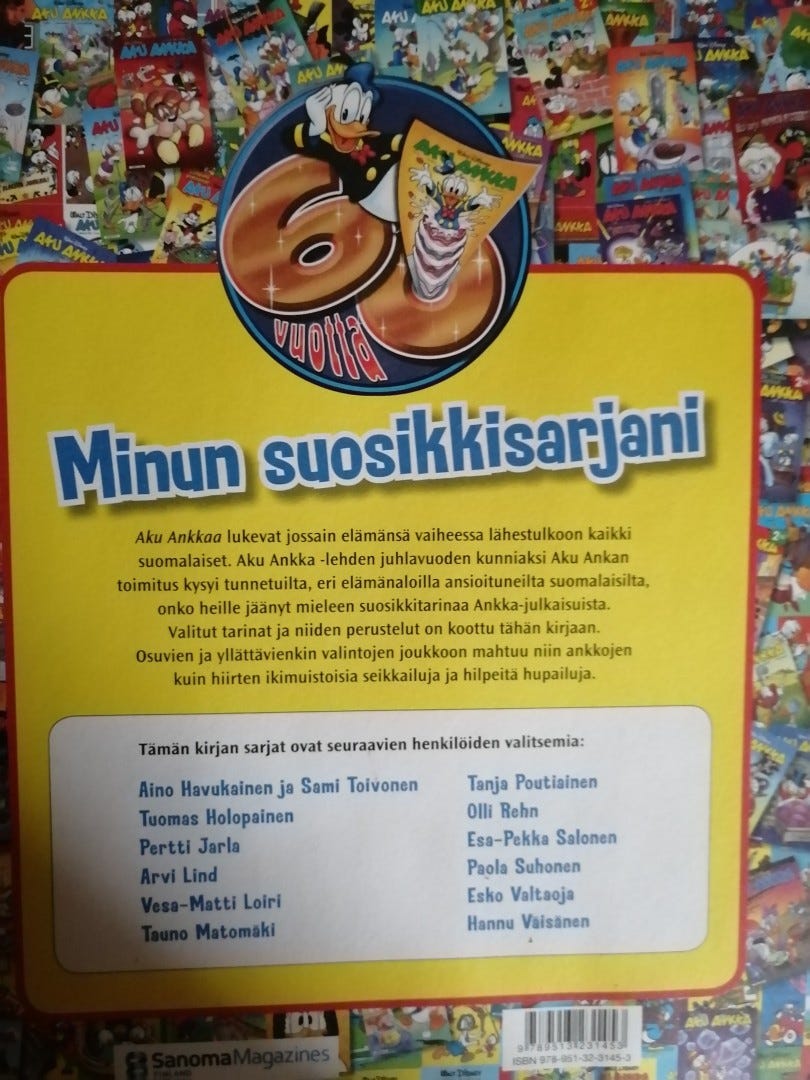 AKU ANKKA
60
vuotta
Minun suosikkisarjani
Aku Ankkaa lukevat jossain elämänsä vaiheessa lähestulkoon kaikki
suomalaiset. Aku Ankka -lehden juhlavuoden kunniaksi Aku Ankan
toimitus kysyi tunnetuilta, eri elämänaloilla ansioituneilta suomalaisilta,
onko heille jäänyt mieleen suosikkitarinaa Ankka-julkaisuista.
Valitut tarinat ja niiden perustelut on koottu tähän kirjaan.
Osuvien ja yllättävienkin valintojen joukkoon mahtuu niin ankkojen
kuin hiirten ikimuistoisia seikkailuja ja hilpeitä hupailuja.
Tämän kirjan sarjat ovat seuraavien henkilöiden valitsemia:
Aino Havukainen ja Sami Toivonen
Tuomas Holopainen
Pertti Jarla
Arvi Lind
Vesa-Matti Loiri
Tauno Matomäki
Tanja Poutiainen
Olli Rehn
Esa-Pekka Salonen
Paola Suhonen
Esko Valtaoja
Hannu Väisänen
SanomaMagazines
FINLAND
9789513231453
ISBN 978-951-32-3145-3